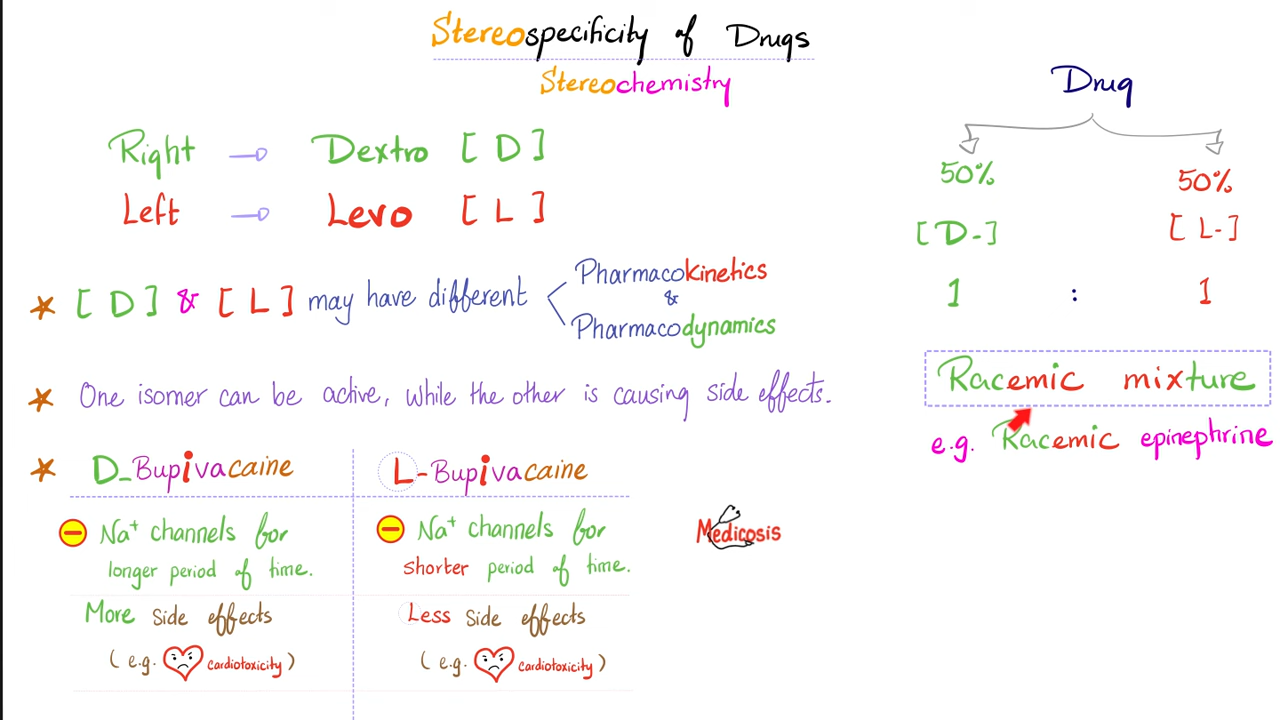 Stereospecificity of Drugs
Stereochemistry
Right Dextro [ D ]
Left Levo [ L ]
[ D ] & [ L ] may have different
Pharmacokinetics
&
Pharmacodynamics
One isomer can be active, while the other is causing side effects.
D-Bupivacaine
Na+ channels for
longer period of time.
More side effects
(e.g. cardiotoxicity)
L-Bupivacaine
Na+ channels for
shorter period of time.
Less side effects
(e.g. cardiotoxicity)
Medicosis
Drug
50% 50%
[ D- ] [ L- ]
1 : 1
Racemic mixture
e.g. Racemic epinephrine